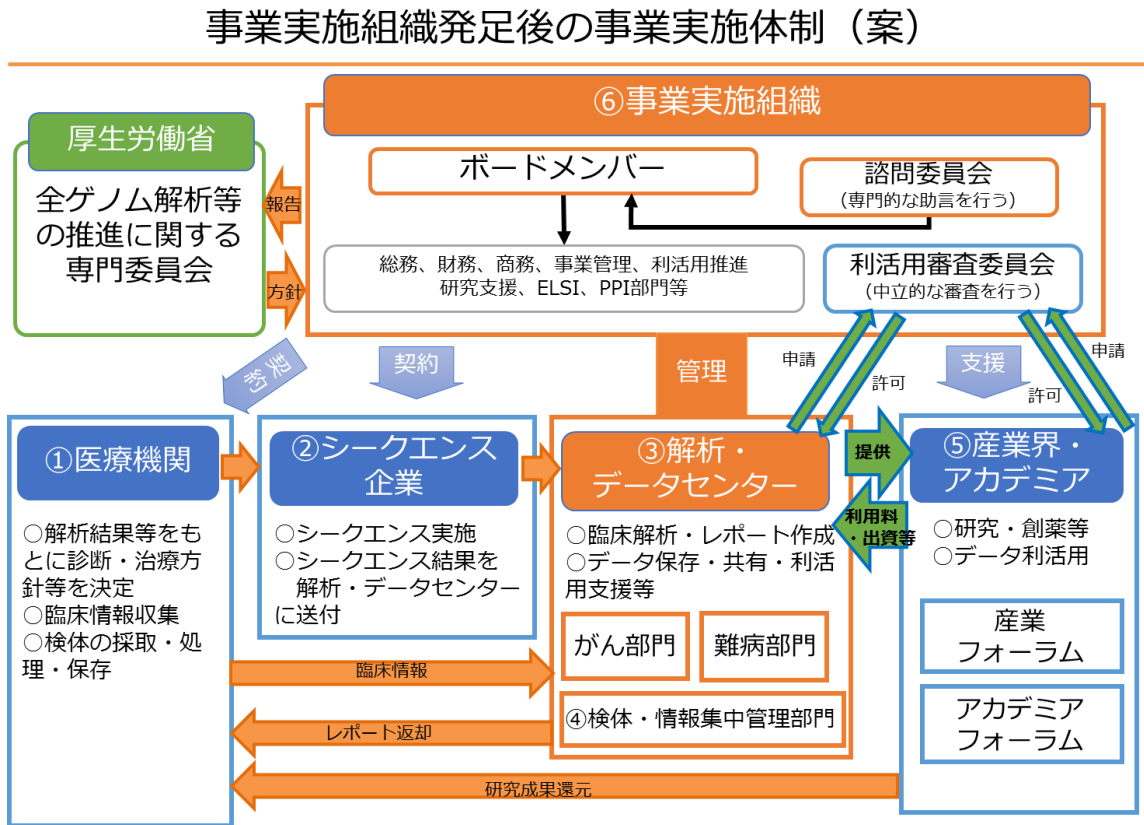 事業実施組織発足後の事業実施体制（案）
⑥事業実施組織
厚生労働省
全ゲノム解析等
の推進に関する
専門委員会
報告
方針
ボードメンバー
諮問委員会
（専門的な助言を行う）
総務、財務、商務、事業管理、利活用推進
研究支援、ELSI、PPI部門等
利活用審査委員会
（中立的な審査を行う）
契約
契約
管理
申請
許可
支援
申請
許可
①医療機関
○解析結果等をも
とに診断・治療方
針等を決定
○臨床情報収集
○検体の採取・処
理・保存
②シークエンス
企業
○シークエンス実施
○シークエンス結果を
解析・データセンター
に送付
③解析・
データセンター
○臨床解析・レポート作成
○データ保存・共有・利活
用支援等
がん部門
難病部門
④検体・情報集中管理部門
提供
利用料
・出資等
⑤産業界・
アカデミア
○研究・創薬等
○データ利活用
産業
フォーラム
アカデミア
フォーラム
臨床情報
レポート返却
研究成果還元